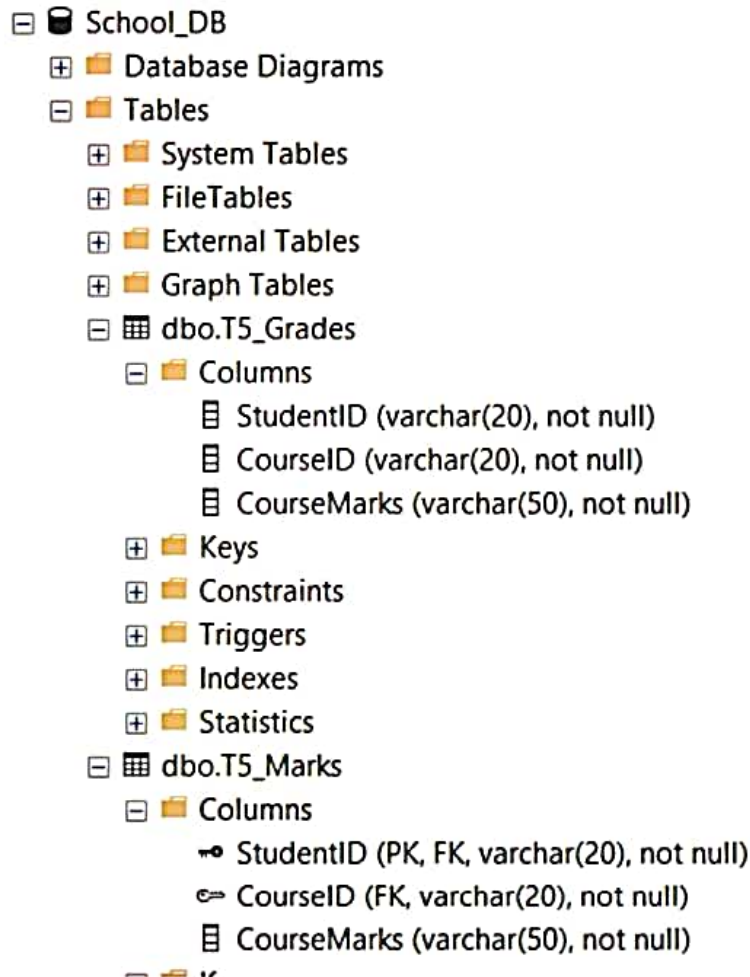 School_DB
Database Diagrams
Tables
System Tables
FileTables
External Tables
Graph Tables
dbo.T5_Grades
Columns
StudentID (varchar(20), not null)
CourseID (varchar(20), not null)
CourseMarks (varchar(50), not null)
Keys
Constraints
Triggers
Indexes
Statistics
dbo.T5_Marks
Columns
StudentID (PK, FK, varchar(20), not null)
CourseID (FK, varchar(20), not null)
CourseMarks (varchar(50), not null)